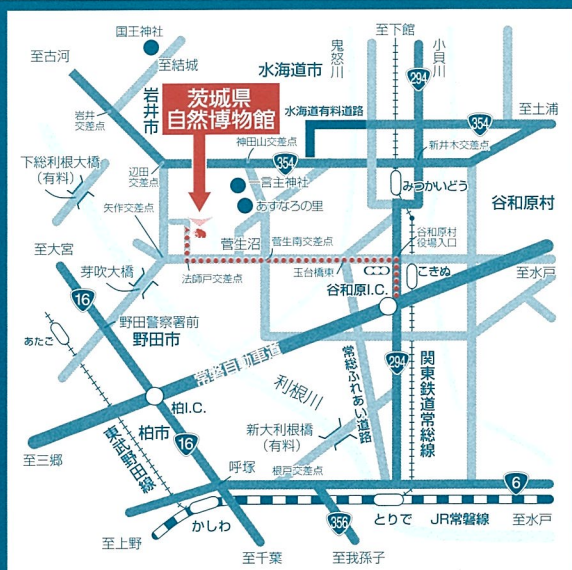 国王神社
至結城
至古河
鬼怒川
至下館
小貝川
294
水海道市
岩井交差点
岩井市
茨城県
自然博物館
水海道有料道路
至土浦
354
下総利根大橋
(有料)
辺田
交差点
神田山交差点
354
新井木交差点
一言主神社
あすなろの里
みつかいどう
谷和原村
矢作交差点
菅生沼
菅生南交差点
谷和原村
役場入口
至大宮
芽吹大橋
法師戸交差点
玉台橋東
こきぬ
至水戸
16
谷和原I.C.
野田警察署前
あたご
野田市
常磐自動車道
294
利根川
常総ふれあい道路
関東鉄道常総線
柏I.C.
柏市
16
新大利根橋
(有料)
至三郷
東武野田線
呼塚
根戸交差点
6
かしわ
356
とりで
JR常磐線
至水戸
至上野
至千葉
至我孫子